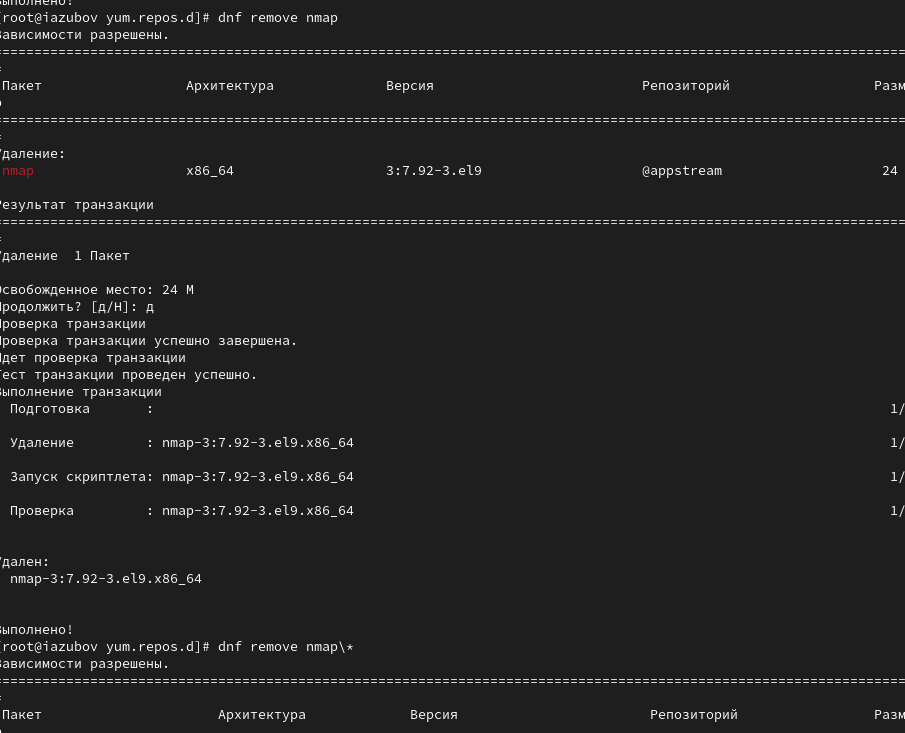 Выполнено!
[root@iazubov yum.repos.d]# dnf remove nmap
Зависимости разрешены.
================================================================================
=
Пакет Архитектура Версия Репозиторий Разм
================================================================================
=
Удаление:
nmap x86_64 3:7.92-3.el9 @appstream 24
Результат транзакции
================================================================================
=
Удаление 1 Пакет
Освобожденное место: 24 M
Продолжить? [д/Н]: д
Проверка транзакции
Проверка транзакции успешно завершена.
Идет проверка транзакции
Тест транзакции проведен успешно.
Выполнение транзакции
Подготовка : 1/
Удаление : nmap-3:7.92-3.el9.x86_64 1/
Запуск скриптлета: nmap-3:7.92-3.el9.x86_64 1/
Проверка : nmap-3:7.92-3.el9.x86_64 1/
Удален:
nmap-3:7.92-3.el9.x86_64
Выполнено!
[root@iazubov yum.repos.d]# dnf remove nmap\*
Зависимости разрешены.
================================================================================
=
Пакет Архитектура Версия Репозиторий Разм